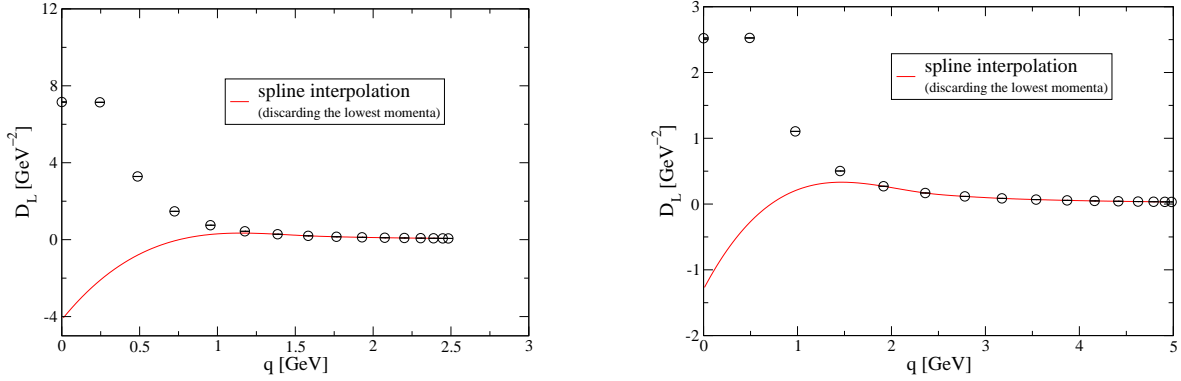 12
8
4
0
-4
D_L [GeV^{-2}]
spline interpolation
(discarding the lowest momenta)
0 0.5 1 1.5 2 2.5 3
q [GeV]
3
2
1
0
-1
-2
D_L [GeV^{-2}]
spline interpolation
(discarding the lowest momenta)
0 1 2 3 4 5
q [GeV]